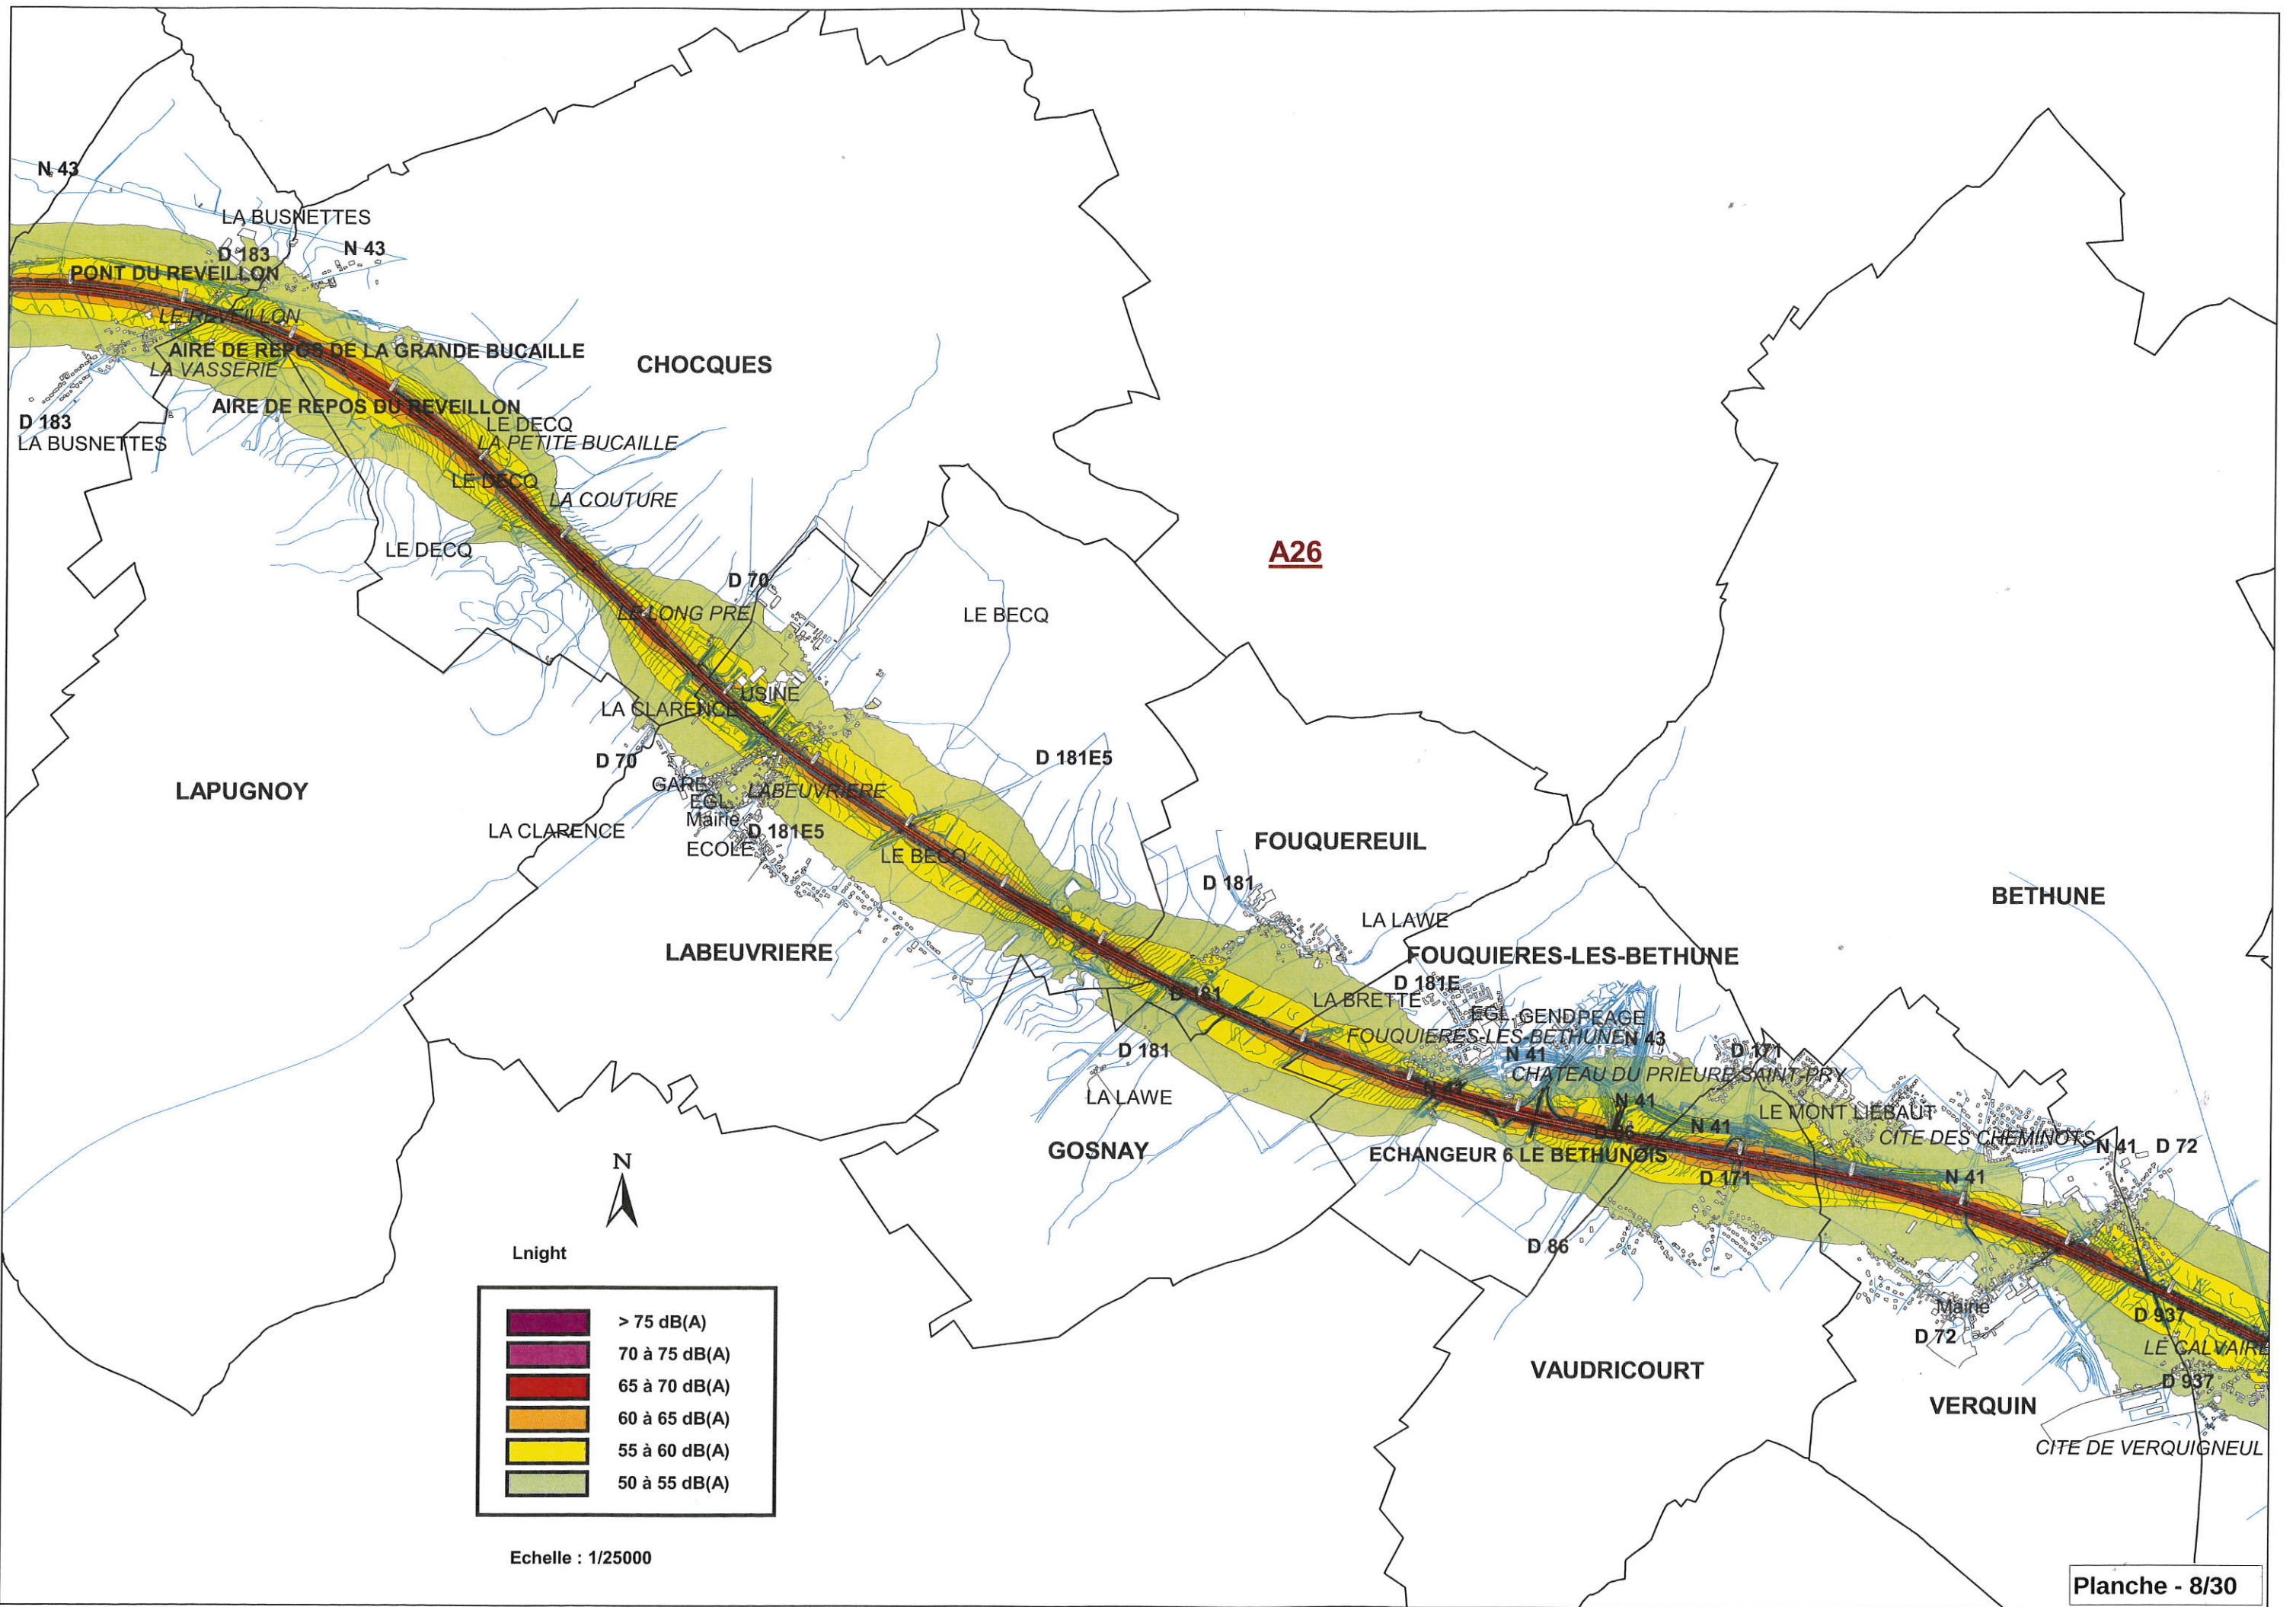 N 43
LA BUSNETTES
D 183
N 43
PONT DU REVEILLON
LE REVEILLON
AIRE DE REPOS DE LA GRANDE BUCAILLE
LA VASSERIE
CHOCQUES
AIRE DE REPOS DU REVEILLON
D 183
LE DECQ
LA BUSNETTES
LA PETITE BUCAILLE
LE DECQ
LA COUTURE
LE DECQ
A26
D 70
LE LONG PRE
LE BECQ
USINE
LA CLARENCE
D 70
D 181E5
GARE
LAPUGNOY
LABEUVRIERE
EGL.
Mairie
LA CLARENCE
D 181E5
ECOLE
LE BECQ
FOUQUEREUIL
D 181
BETHUNE
LA LAWE
LABEUVRIERE
FOUQUIERES-LES-BETHUNE
D 181E
D 181
LA BRETTE
EGL. GENDPEAGE
FOUQUIERES-LES-BETHUNE
N 43
D 181
N 41
D 171
CHATEAU DU PRIEURE SAINT-PRY
N 41
LA LAWE
N 41
LE MONT LIEBAUT
N 41
D 86
CITE DES CHEMINOTS
N 41
D 72
GOSNAY
ECHANGEUR 6 LE BETHUNOIS
D 171
N 41
D 86
N
Lnight
> 75 dB(A)
70 à 75 dB(A)
65 à 70 dB(A)
60 à 65 dB(A)
55 à 60 dB(A)
50 à 55 dB(A)
Mairie
D 937
D 72
LE CALVAIRE
VAUDRICOURT
D 937
VERQUIN
CITE DE VERQUIGNEUL
Echelle : 1/25000
Planche - 8/30